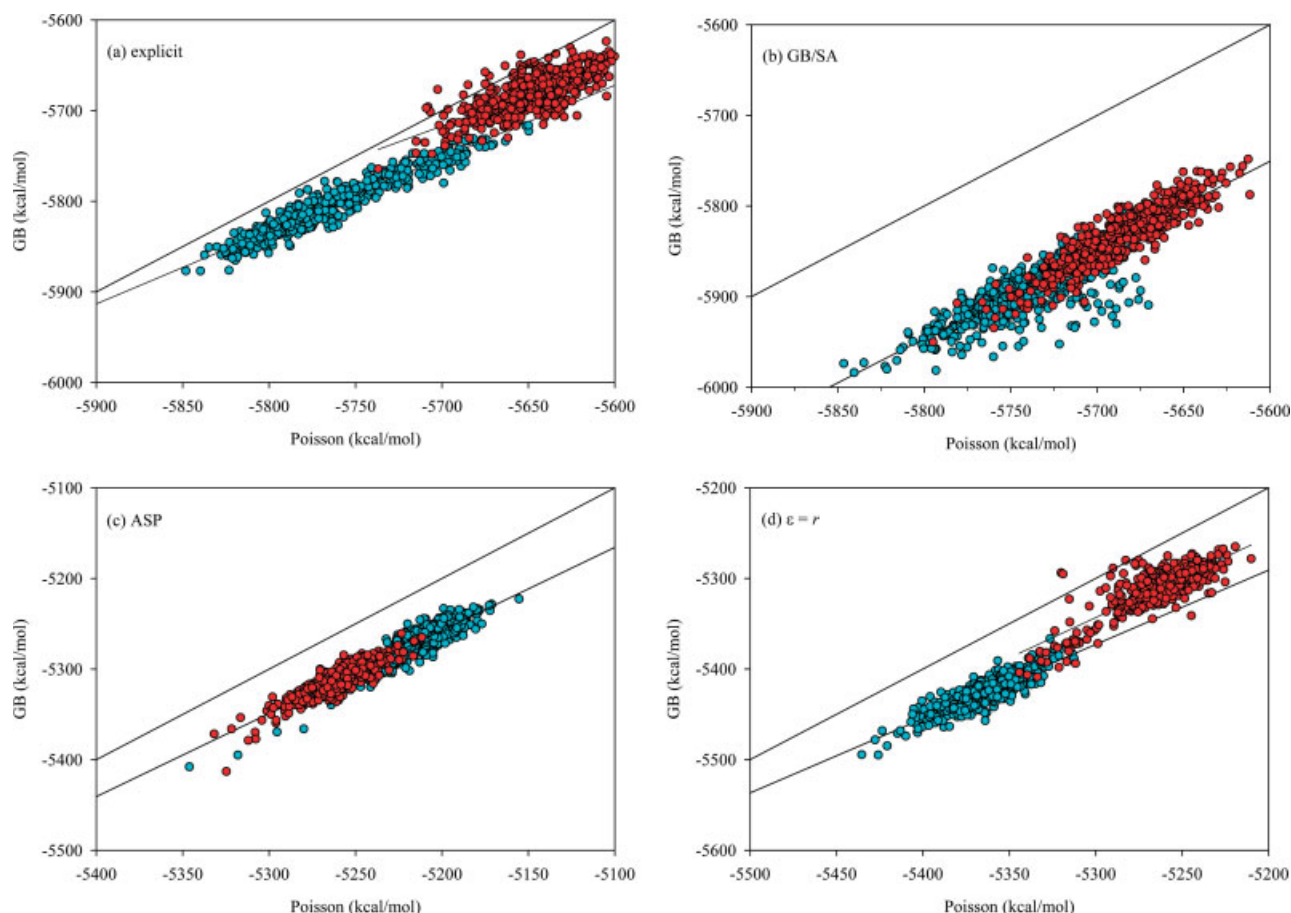 (a) explicit
-5600
-5700
-5800
-5900
-6000
GB (kcal/mol)
-5900 -5850 -5800 -5750 -5700 -5650 -5600
Poisson (kcal/mol)
(b) GB/SA
-5600
-5700
-5800
-5900
-6000
GB (kcal/mol)
-5900 -5850 -5800 -5750 -5700 -5650 -5600
Poisson (kcal/mol)
(c) ASP
-5100
-5200
-5300
-5400
-5500
GB (kcal/mol)
-5400 -5350 -5300 -5250 -5200 -5150 -5100
Poisson (kcal/mol)
(d) ε = r
-5200
-5300
-5400
-5500
-5600
GB (kcal/mol)
-5500 -5450 -5400 -5350 -5300 -5250 -5200
Poisson (kcal/mol)